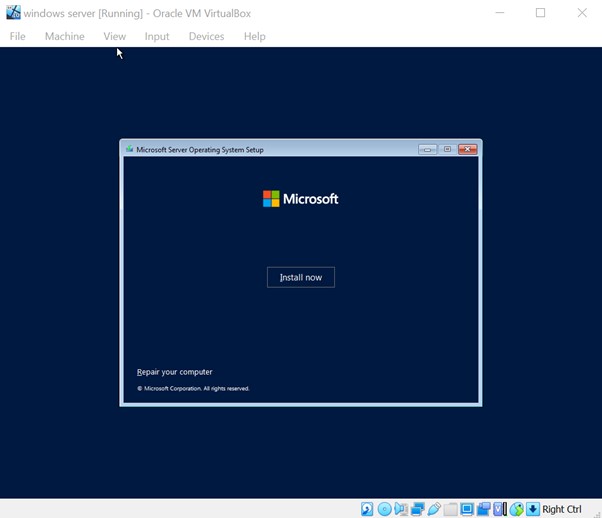 windows server [Running] - Oracle VM VirtualBox
File Machine View Input Devices Help
Microsoft Server Operating System Setup
Microsoft
Install now
Repair your computer
© Microsoft Corporation. All rights reserved.
Right Ctrl